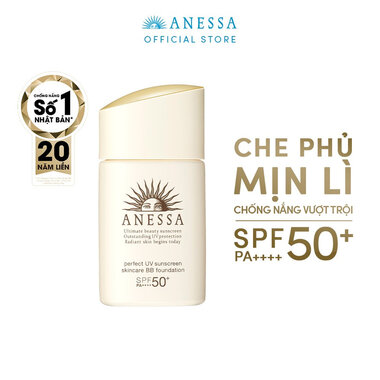 ANESSA
OFFICIAL STORE
CHỐNG NẮNG
Số 1
NHẬT BẢN*
20
NĂM LIỀN
ANESSA
Ultimate beauty sunscreen
Outstanding UV protection
Radiant skin begins today
perfect UV sunscreen
skincare BB foundation
SPF 50+
PA++++
CHE PHỦ
MỊN LÌ
CHỐNG NẮNG VƯỢT TRỘI
SPF 50+
PA++++